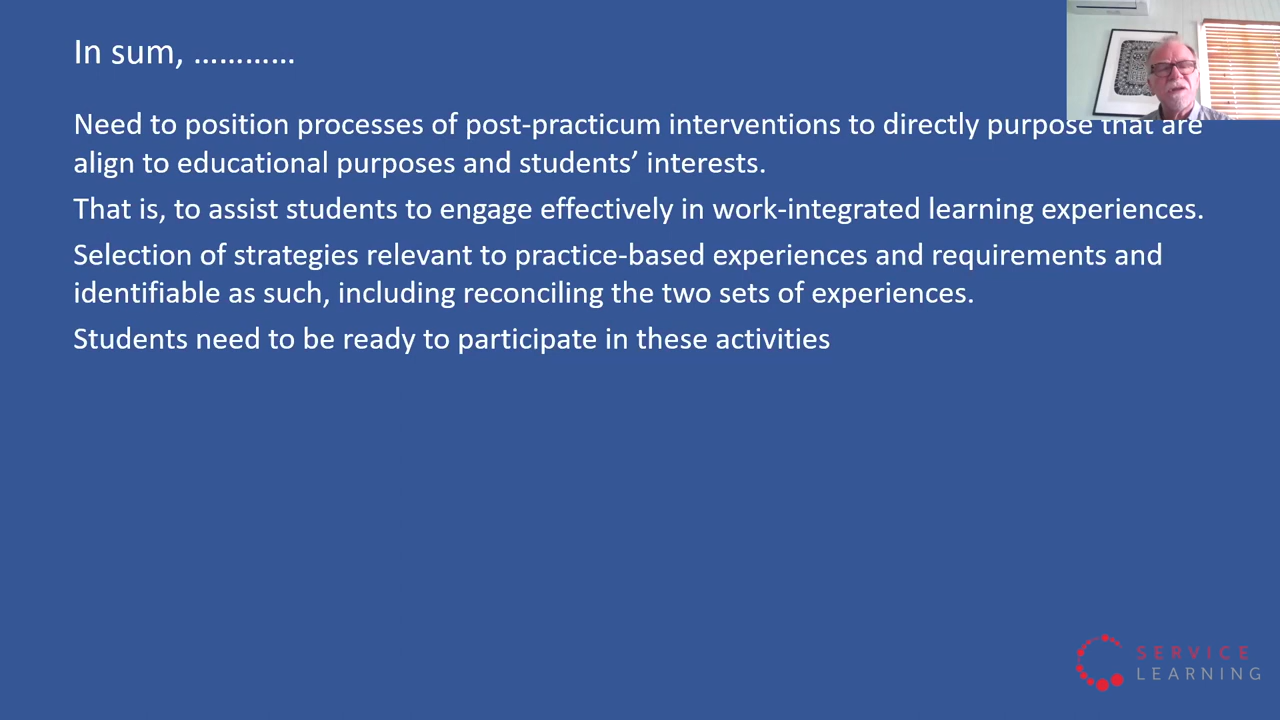 In sum, …………
Need to position processes of post-practicum interventions to directly purpose that are
align to educational purposes and students’ interests.
That is, to assist students to engage effectively in work-integrated learning experiences.
Selection of strategies relevant to practice-based experiences and requirements and
identifiable as such, including reconciling the two sets of experiences.
Students need to be ready to participate in these activities
SERVICE
LEARNING